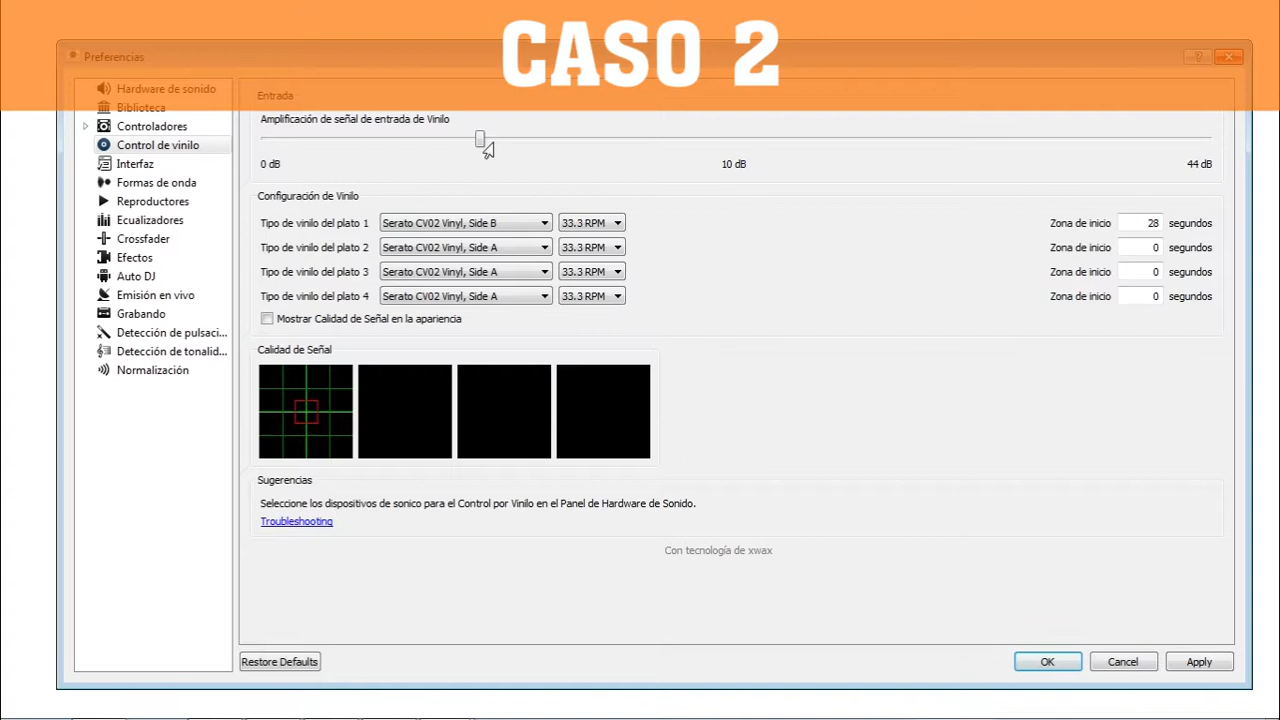 CASO 2
Preferencias
Hardware de sonido
Biblioteca
Controladores
Control de vinilo
Interfaz
Formas de onda
Reproductores
Ecualizadores
Crossfader
Efectos
Auto DJ
Emisión en vivo
Grabando
Detección de pulsaci...
Detección de tonalid...
Normalización
Entrada
Amplificación de señal de entrada de Vinilo
0 dB 10 dB 44 dB
Configuración de Vinilo
Tipo de vinilo del plato 1 Serato CV02 Vinyl, Side B 33.3 RPM Zona de inicio 28 segundos
Tipo de vinilo del plato 2 Serato CV02 Vinyl, Side A 33.3 RPM Zona de inicio 0 segundos
Tipo de vinilo del plato 3 Serato CV02 Vinyl, Side A 33.3 RPM Zona de inicio 0 segundos
Tipo de vinilo del plato 4 Serato CV02 Vinyl, Side A 33.3 RPM Zona de inicio 0 segundos
Mostrar Calidad de Señal en la apariencia
Calidad de Señal
Sugerencias
Seleccione los dispositivos de sonico para el Control por Vinilo en el Panel de Hardware de Sonido.
Troubleshooting
Con tecnología de xwax
Restore Defaults OK Cancel Apply